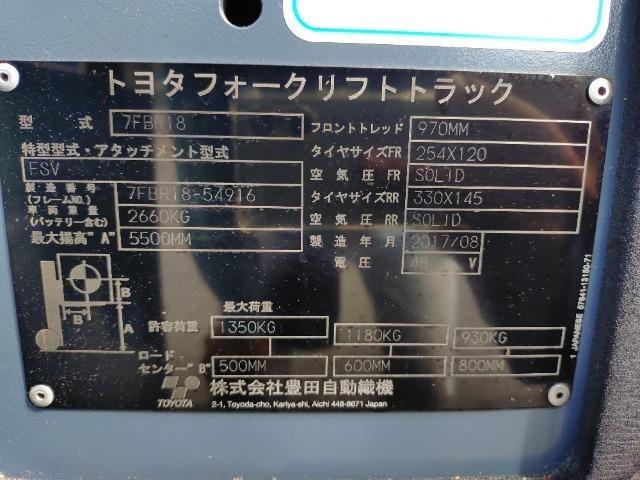 トヨタフォークリフトトラック
型式 7FBR18 フロントトレッド 970MM
特型型式・アタッチメント型式 タイヤサイズFR 254X120
FSV 空気圧FR SOLID
製造番号(フレームNO.) 7FBR18-54916 タイヤサイズRR 330X145
車両重量(バッテリー含む) 2660KG 空気圧RR SOLID
最大揚高"A" 5500MM 製造年月 2017/08
電圧 48 V
B
B
A
最大荷重
許容荷重 1350KG 1180KG 930KG
ロードセンター"B" 500MM 600MM 800MM
TOYOTA 株式会社豊田自動織機
2-1, Toyoda-cho, Kariya-shi, Aichi 448-8671 Japan